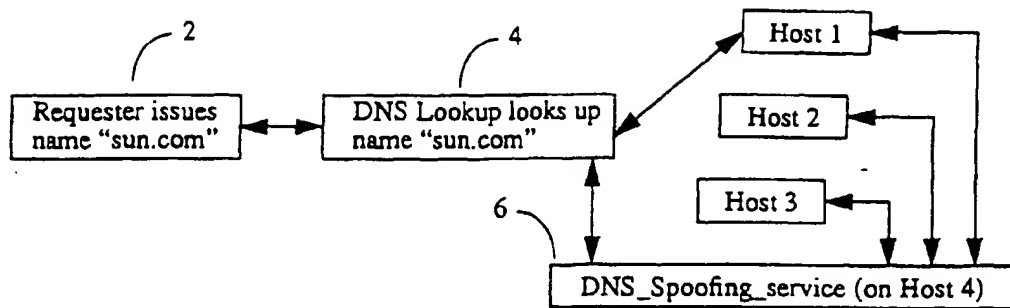 2
4
Host 1
Requester issues
name “sun.com”
DNS Lookup looks up
name “sun.com”
Host 2
Host 3
6
DNS_Spoofing_service (on Host 4)